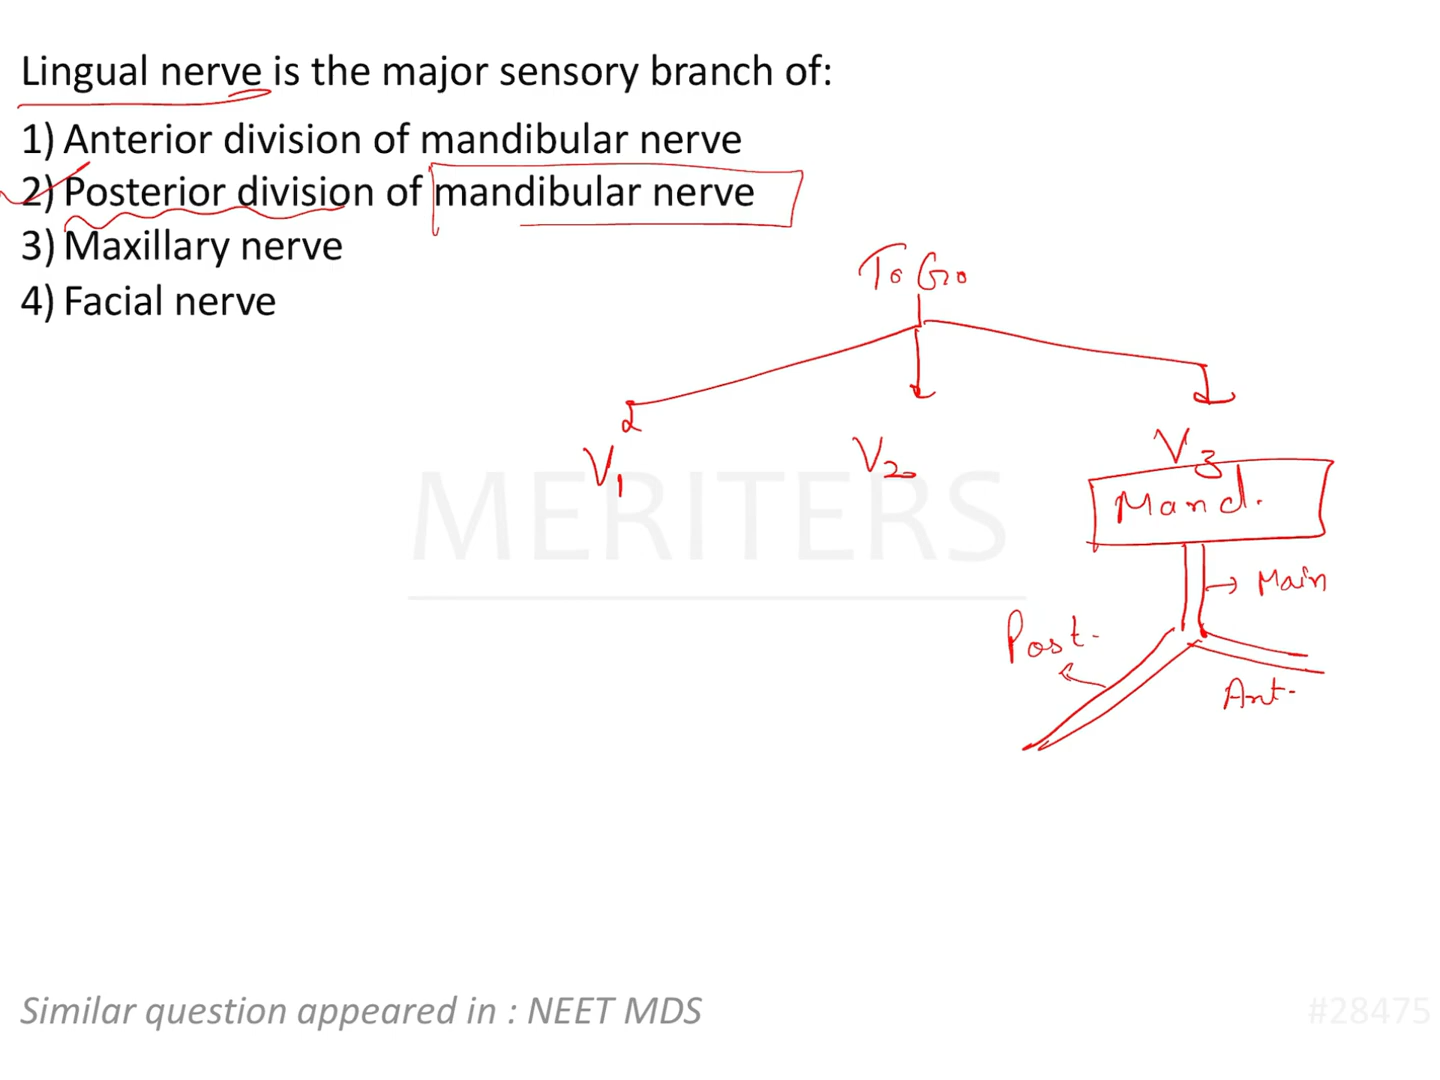 Lingual nerve is the major sensory branch of:
1) Anterior division of mandibular nerve
2) Posterior division of mandibular nerve
3) Maxillary nerve
4) Facial nerve
V1
V2
V3
Mand.
Main
Post.
Ant-
MERITERS
Similar question appeared in : NEET MDS
#28475